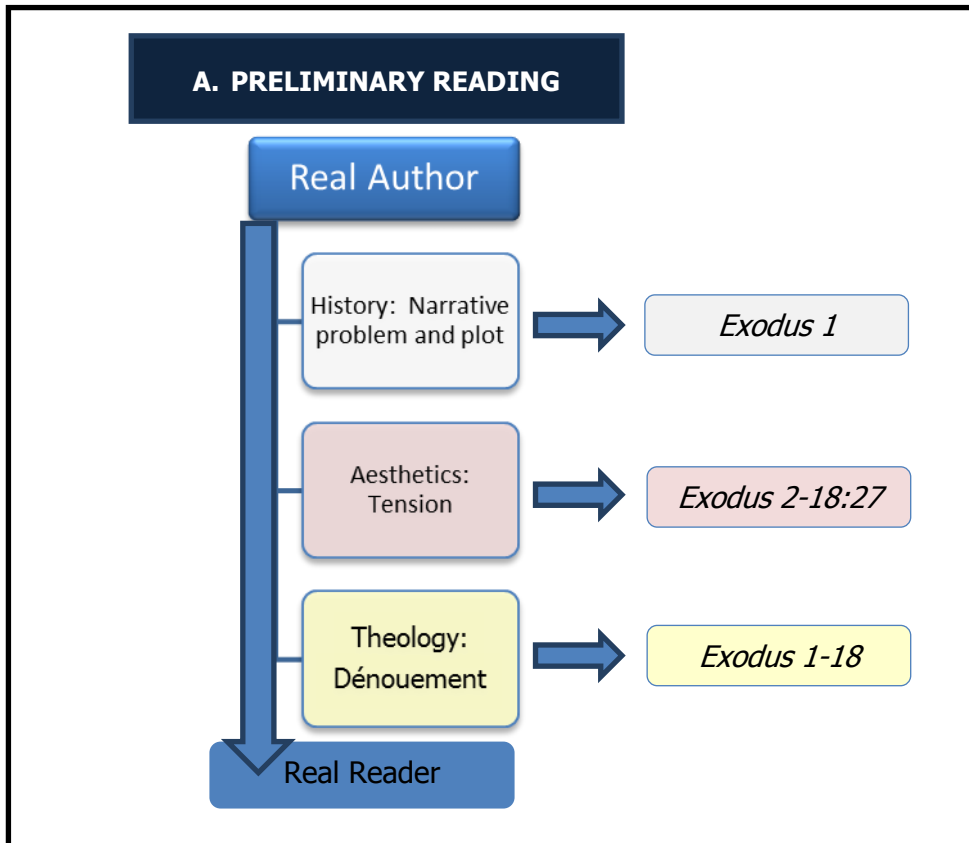 A. PRELIMINARY READING
Real Author
History: Narrative
problem and plot
Exodus 1
Aesthetics:
Tension
Exodus 2-18:27
Theology:
Dénouement
Exodus 1-18
Real Reader